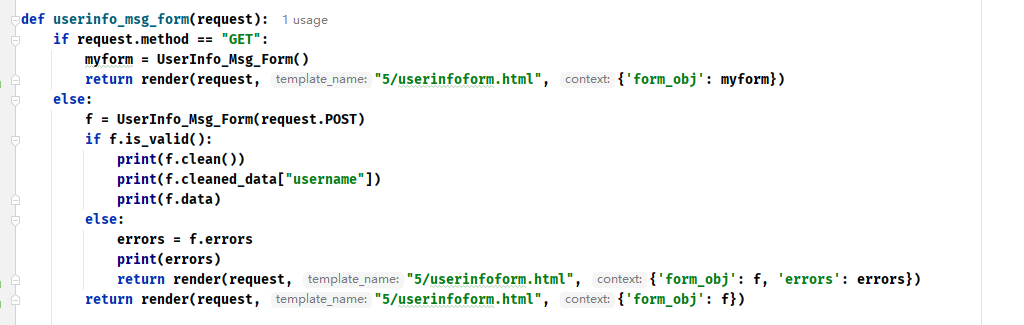 def userinfo_msg_form(request): 1 usage
    if request.method == "GET":
        myform = UserInfo_Msg_Form()
        return render(request, template_name: "5/userinfoform.html", context: {'form_obj': myform})
    else:
        f = UserInfo_Msg_Form(request.POST)
        if f.is_valid():
            print(f.clean())
            print(f.cleaned_data["username"])
            print(f.data)
        else:
            errors = f.errors
            print(errors)
            return render(request, template_name: "5/userinfoform.html", context: {'form_obj': f, 'errors': errors})
        return render(request, template_name: "5/userinfoform.html", context: {'form_obj': f})